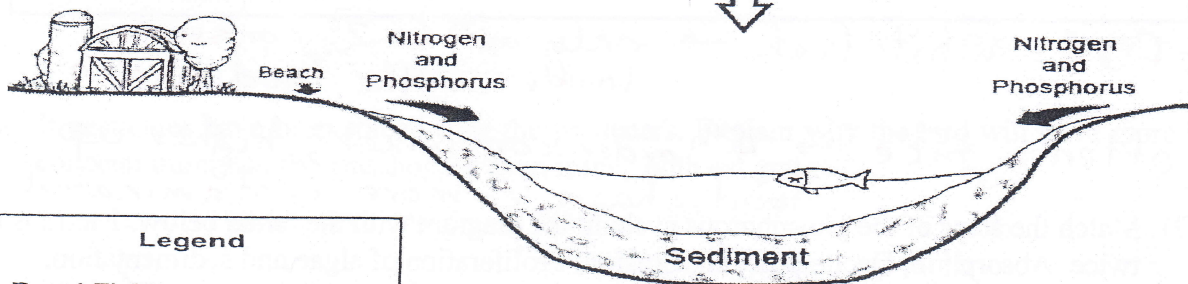 Nitrogen
and
Phosphorus
Beach
Nitrogen
and
Phosphorus
Sediment
Legend